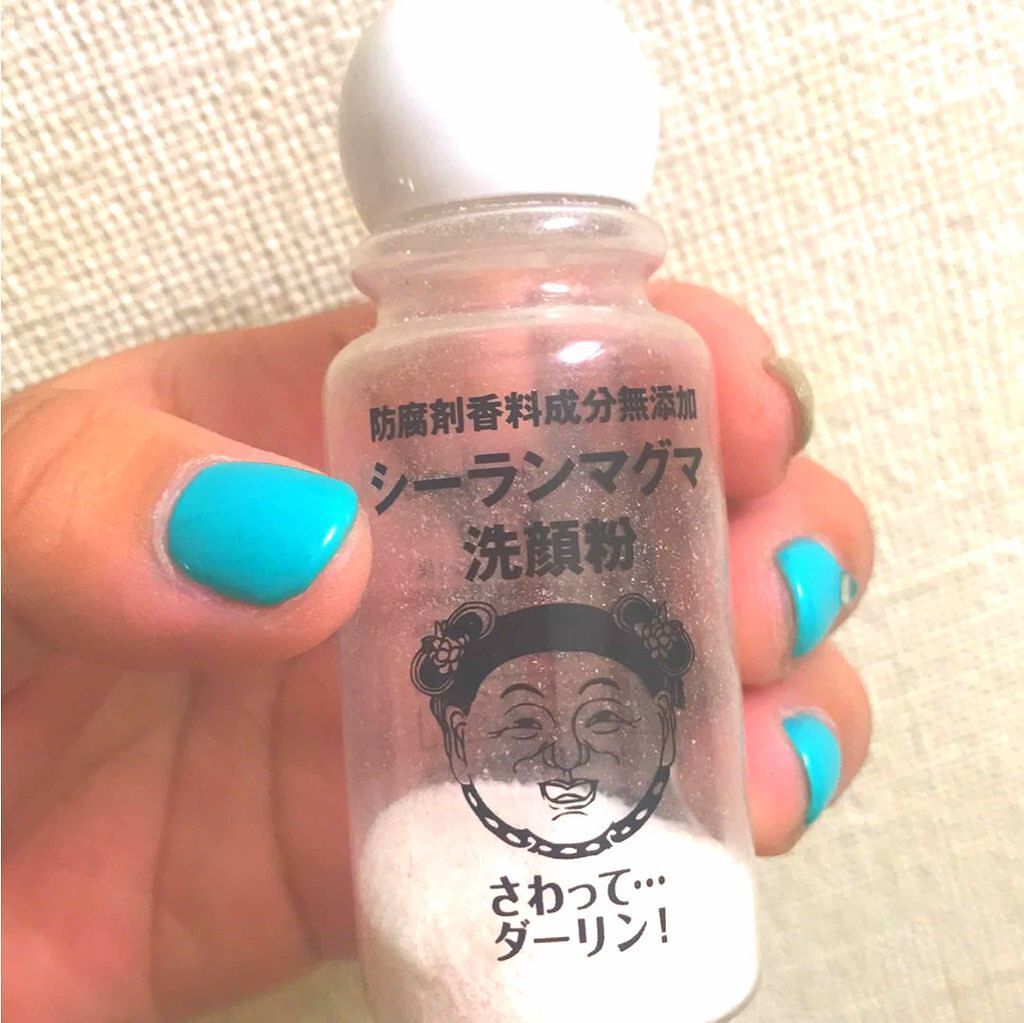 防腐剤香料成分無添加
シーランマグマ
洗顔粉
さわって…
ダーリン!